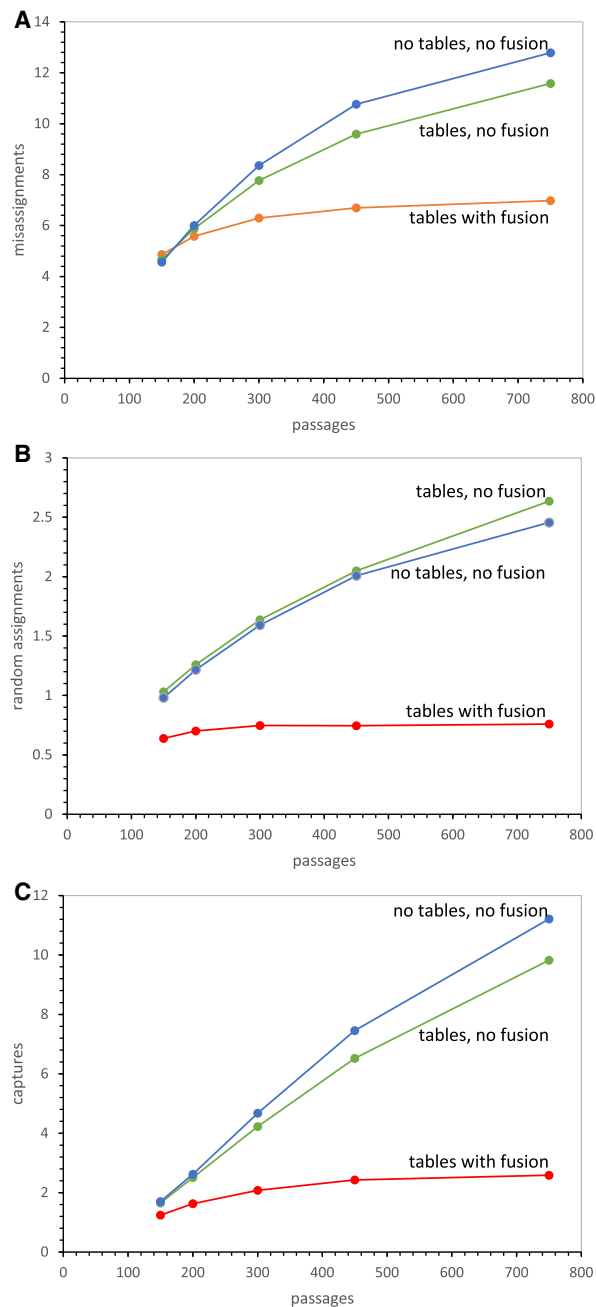 A
14
no tables, no fusion
12
tables, no fusion
10
8
tables with fusion
6
4
2
0
misassignments
0 100 200 300 400 500 600 700 800
passages
B
3
tables, no fusion
2.5
no tables, no fusion
2
1.5
1
tables with fusion
0.5
0
random assignments
0 100 200 300 400 500 600 700 800
passages
C
12
no tables, no fusion
10
8
tables, no fusion
6
4
tables with fusion
2
0
captures
0 100 200 300 400 500 600 700 800
passages